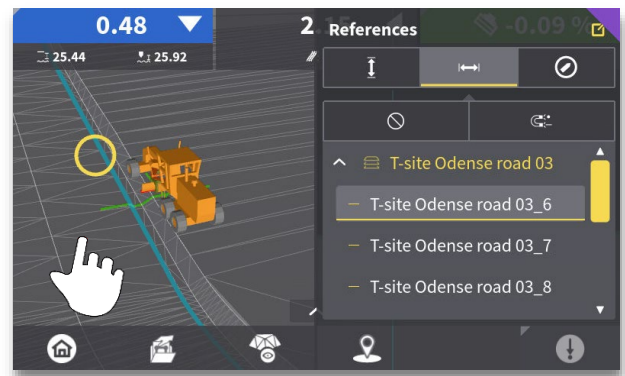 0.48
25.44 25.92
2.15
-0.09 %
References
T-site Odense road 03
T-site Odense road 03_6
T-site Odense road 03_7
T-site Odense road 03_8